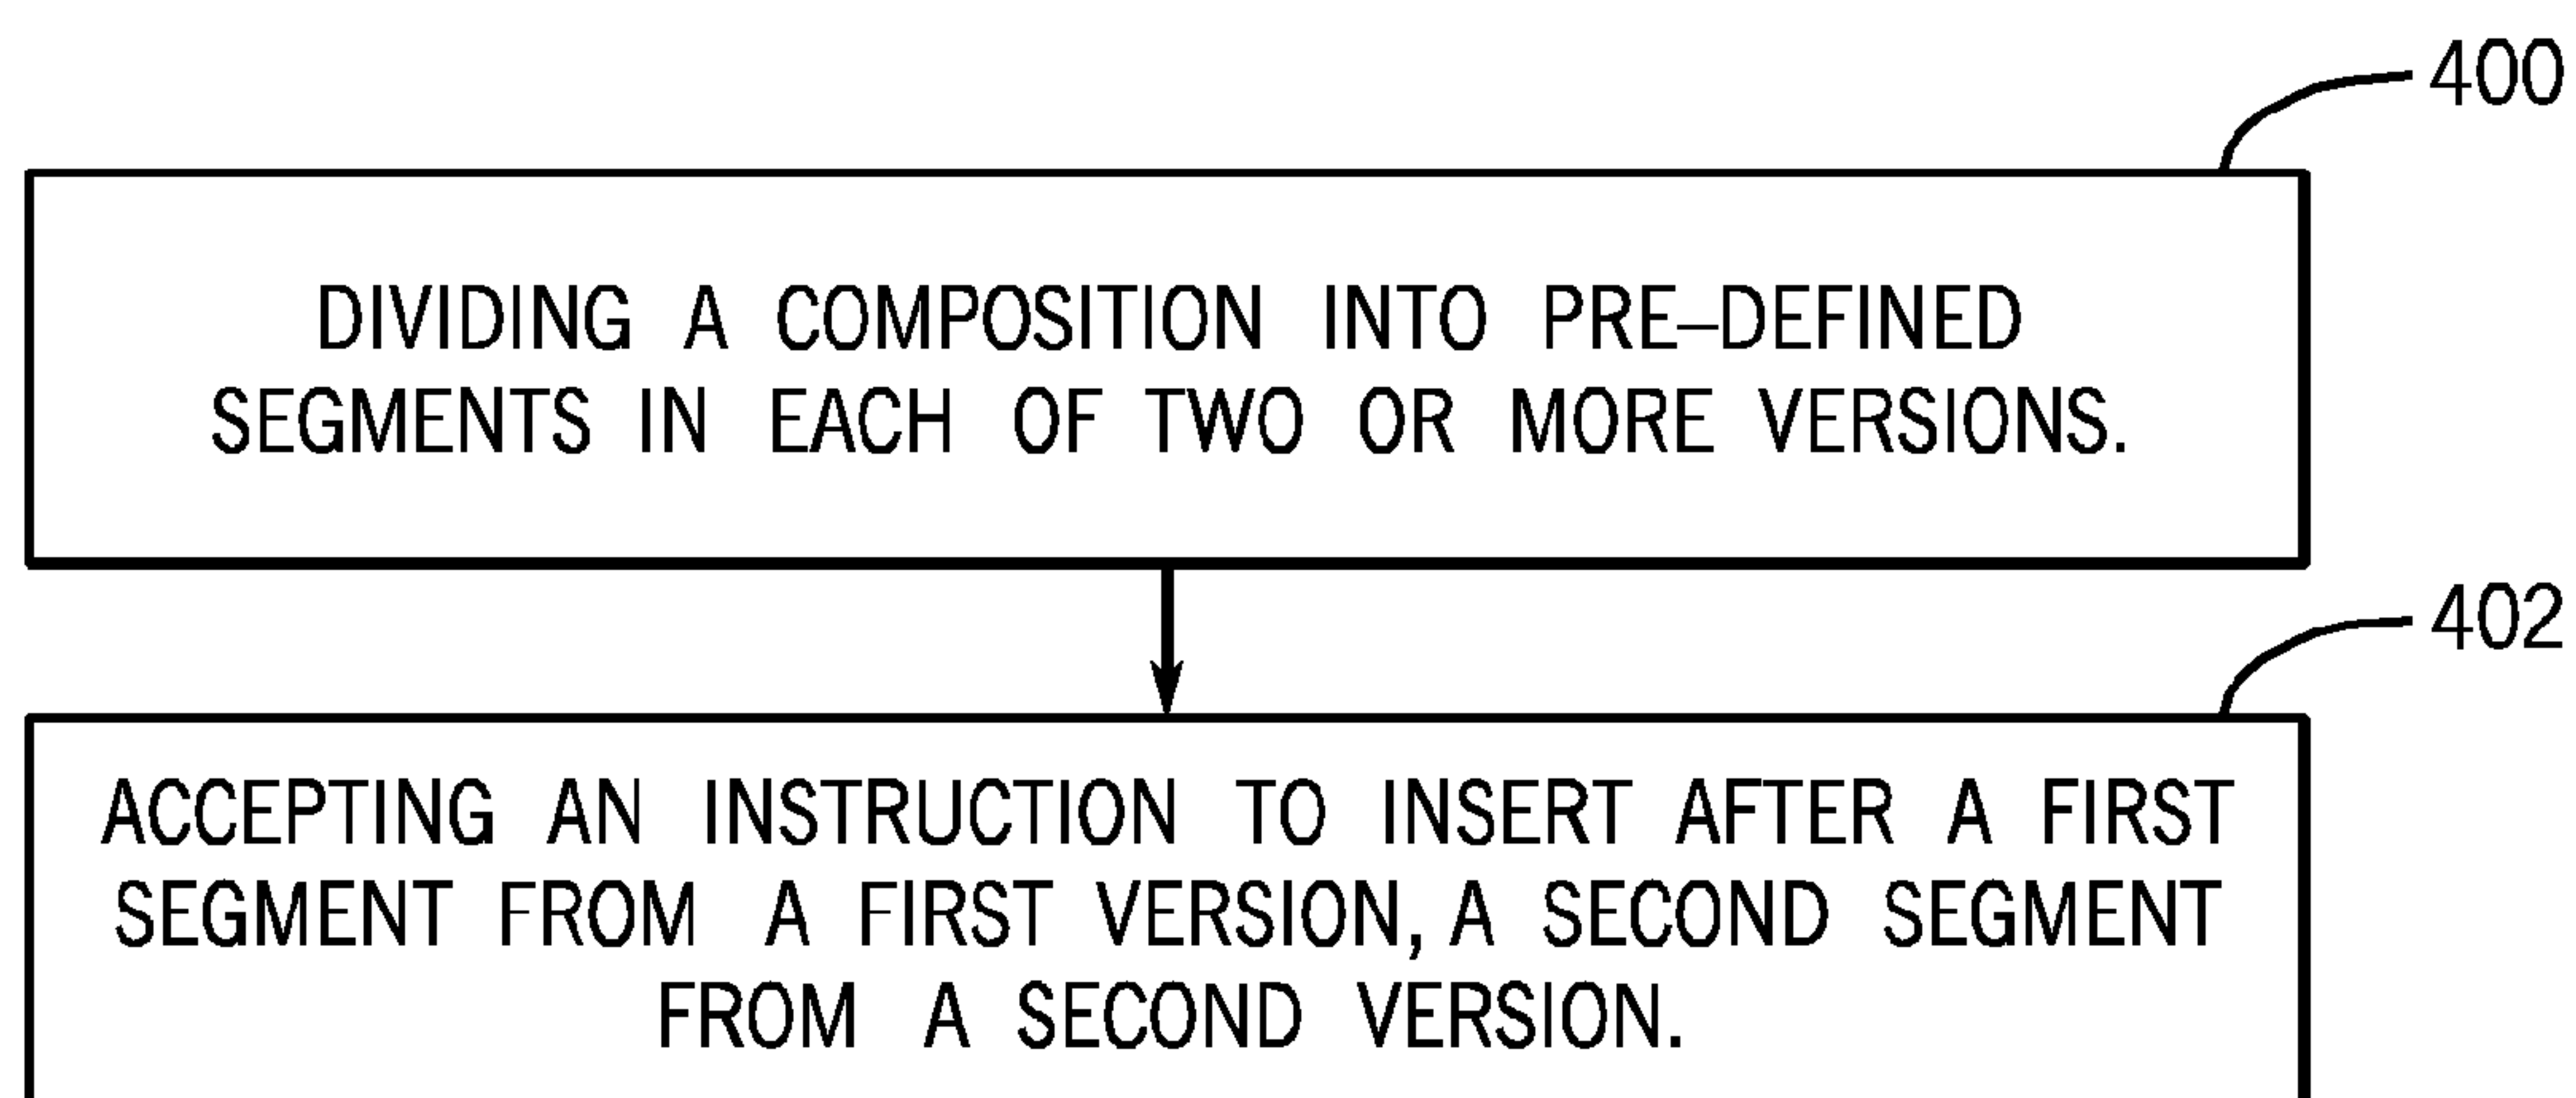 400
DIVIDING A COMPOSITION INTO PRE–DEFINED
SEGMENTS IN EACH OF TWO OR MORE VERSIONS.
402
ACCEPTING AN INSTRUCTION TO INSERT AFTER A FIRST
SEGMENT FROM A FIRST VERSION, A SECOND SEGMENT
FROM A SECOND VERSION.